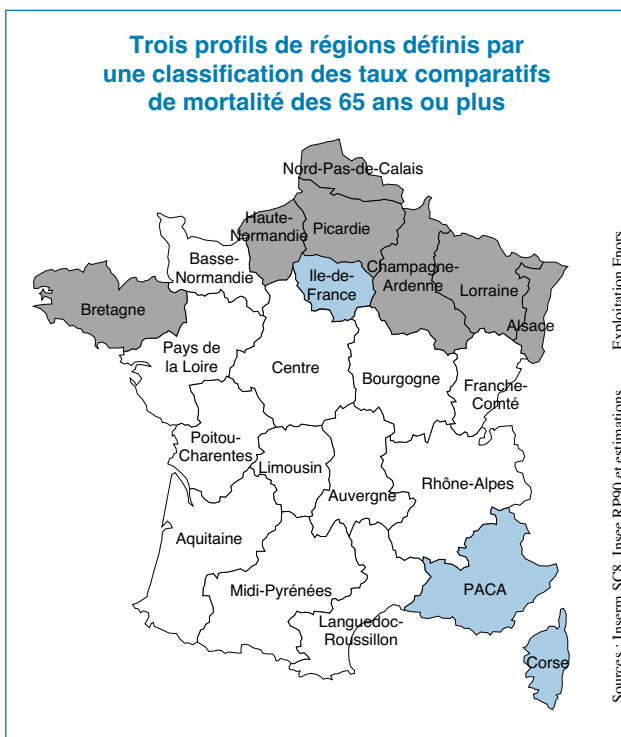 Trois profils de régions définis par
une classification des taux comparatifs
de mortalité des 65 ans ou plus
Nord-Pas-de-Calais
Haute-
Normandie
Picardie
Basse-
Normandie
Ile-de-
France
Champagne-
Ardenne
Lorraine
Alsace
Bretagne
Pays de
la Loire
Centre
Bourgogne
Franche-
Comté
Poitou-
Charentes
Limousin
Auvergne
Rhône-Alpes
Aquitaine
Midi-Pyrénées
PACA
Languedoc-
Roussillon
Corse
Sources : Inserm SC8, Insee RP90 et estimations
Exploitation Fnors